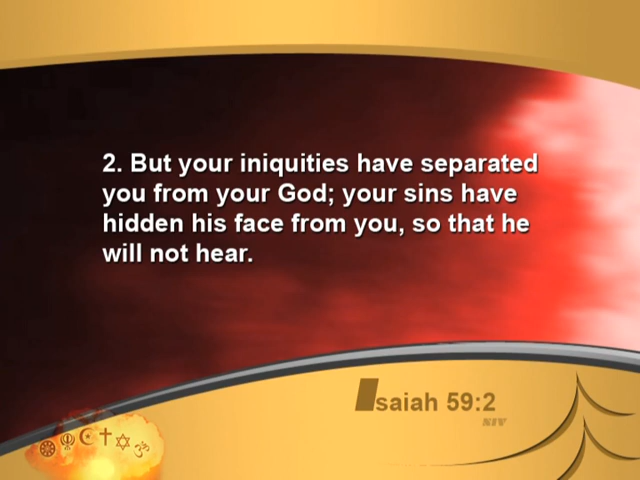 2. But your iniquities have separated
you from your God; your sins have
hidden his face from you, so that he
will not hear.
Isaiah 59:2
NIV